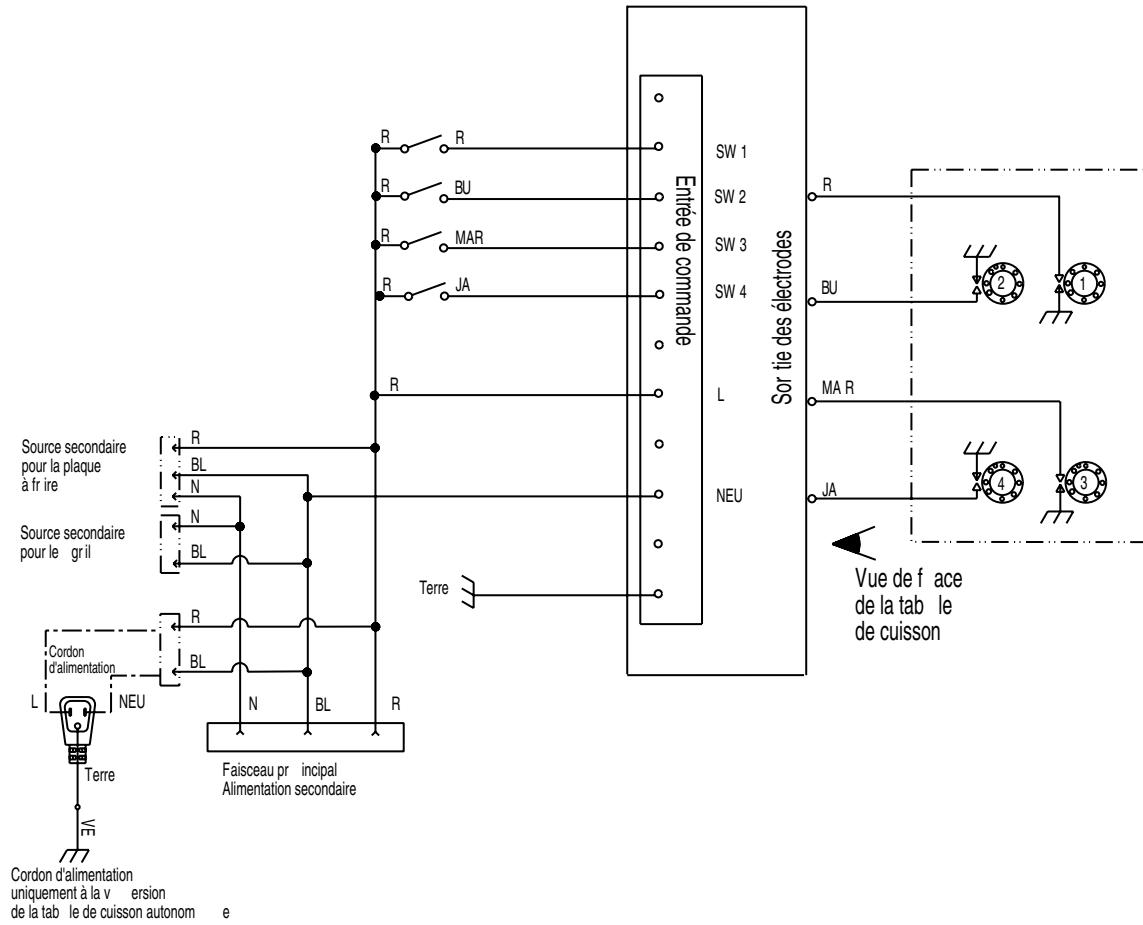 R
R
SW 1
R
BU
SW 2
R
R
MAR
SW 3
R
JA
SW 4
Entrée de commande
Sor tie des électrodes
2
1
BU
R
L
MA R
Source secondaire
pour la plaque
à fr ire
R
BL
N
NEU
JA
4
3
Source secondaire
pour le gr il
N
BL
Terre
Vue de f ace
de la tab le
de cuisson
R
BL
Cordon
d'alimentation
L
NEU
N
BL
R
Terre
Faisceau pr incipal
Alimentation secondaire
VE
Cordon d'alimentation
uniquement à la v ersion
de la tab le de cuisson autonom e